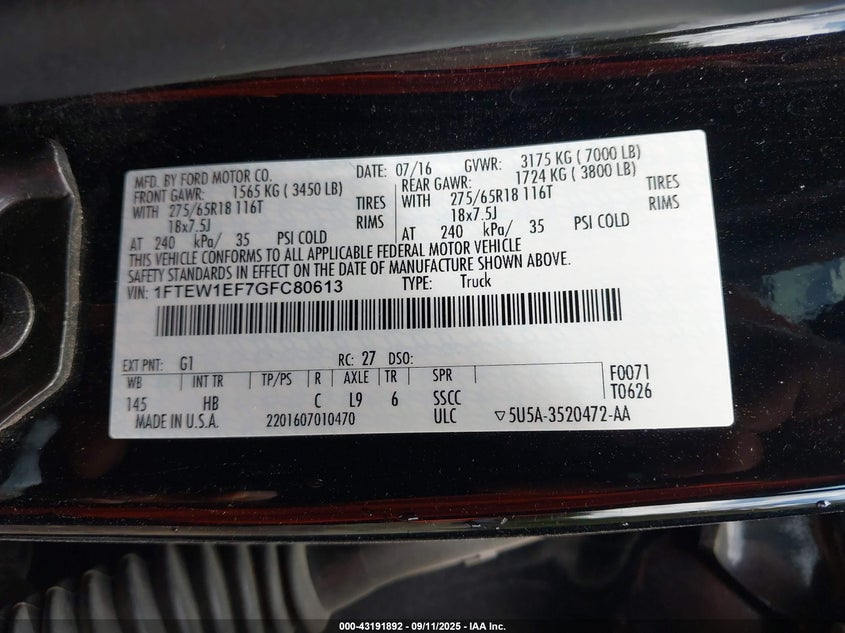 MFD. BY FORD MOTOR CO. DATE: 07/16 GVWR: 3175 KG ( 7000 LB)
FRONT GAWR: 1565 KG ( 3450 LB) REAR GAWR: 1724 KG ( 3800 LB)
WITH 275/65R18 116T TIRES WITH 275/65R18 116T TIRES
18x7.5J RIMS 18x7.5J RIMS
AT 240 kPa/ 35 PSI COLD AT 240 kPa/ 35 PSI COLD
THIS VEHICLE CONFORMS TO ALL APPLICABLE FEDERAL MOTOR VEHICLE
SAFETY STANDARDS IN EFFECT ON THE DATE OF MANUFACTURE SHOWN ABOVE.
VIN: 1FTEW1EF7GFC80613 TYPE: Truck
EXT PNT: G1 RC: 27 DSO: F0071
WB INT TR TP/PS R AXLE TR SPR T0626
145 HB C L9 6 SSCC
MADE IN U.S.A. 2201607010470 ULC ▽5U5A-3520472-AA
000-43191892 - 09/11/2025 - IAA Inc.